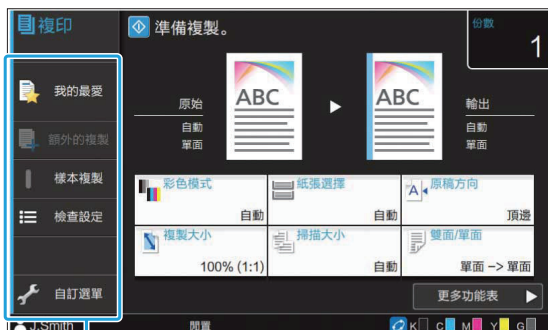 複印
準備複製。
份數
1
我的最愛
額外的複製
樣本複製
檢查設定
自訂選單
原始
自動
單面
ABC
ABC
輸出
自動
單面
彩色模式
自動
紙張選擇
自動
原稿方向
A
頂邊
複製大小
100% (1:1)
掃描大小
自動
雙面/單面
單面 -> 單面
更多功能表
J.Smith
閒置
K C M Y G